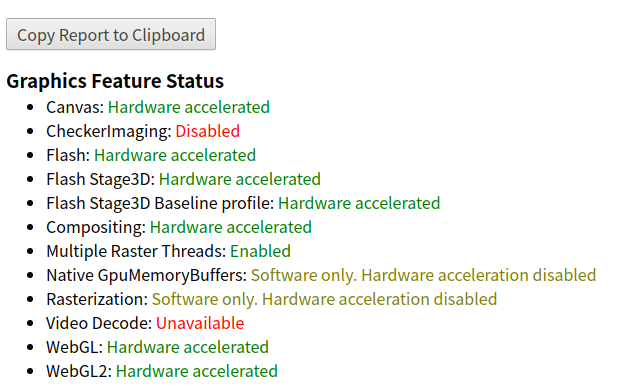 Copy Report to Clipboard
Graphics Feature Status
Canvas: Hardware accelerated
CheckerImaging: Disabled
Flash: Hardware accelerated
Flash Stage3D: Hardware accelerated
Flash Stage3D Baseline profile: Hardware accelerated
Compositing: Hardware accelerated
Multiple Raster Threads: Enabled
Native GpuMemoryBuffers: Software only. Hardware acceleration disabled
Rasterization: Software only. Hardware acceleration disabled
Video Decode: Unavailable
WebGL: Hardware accelerated
WebGL2: Hardware accelerated